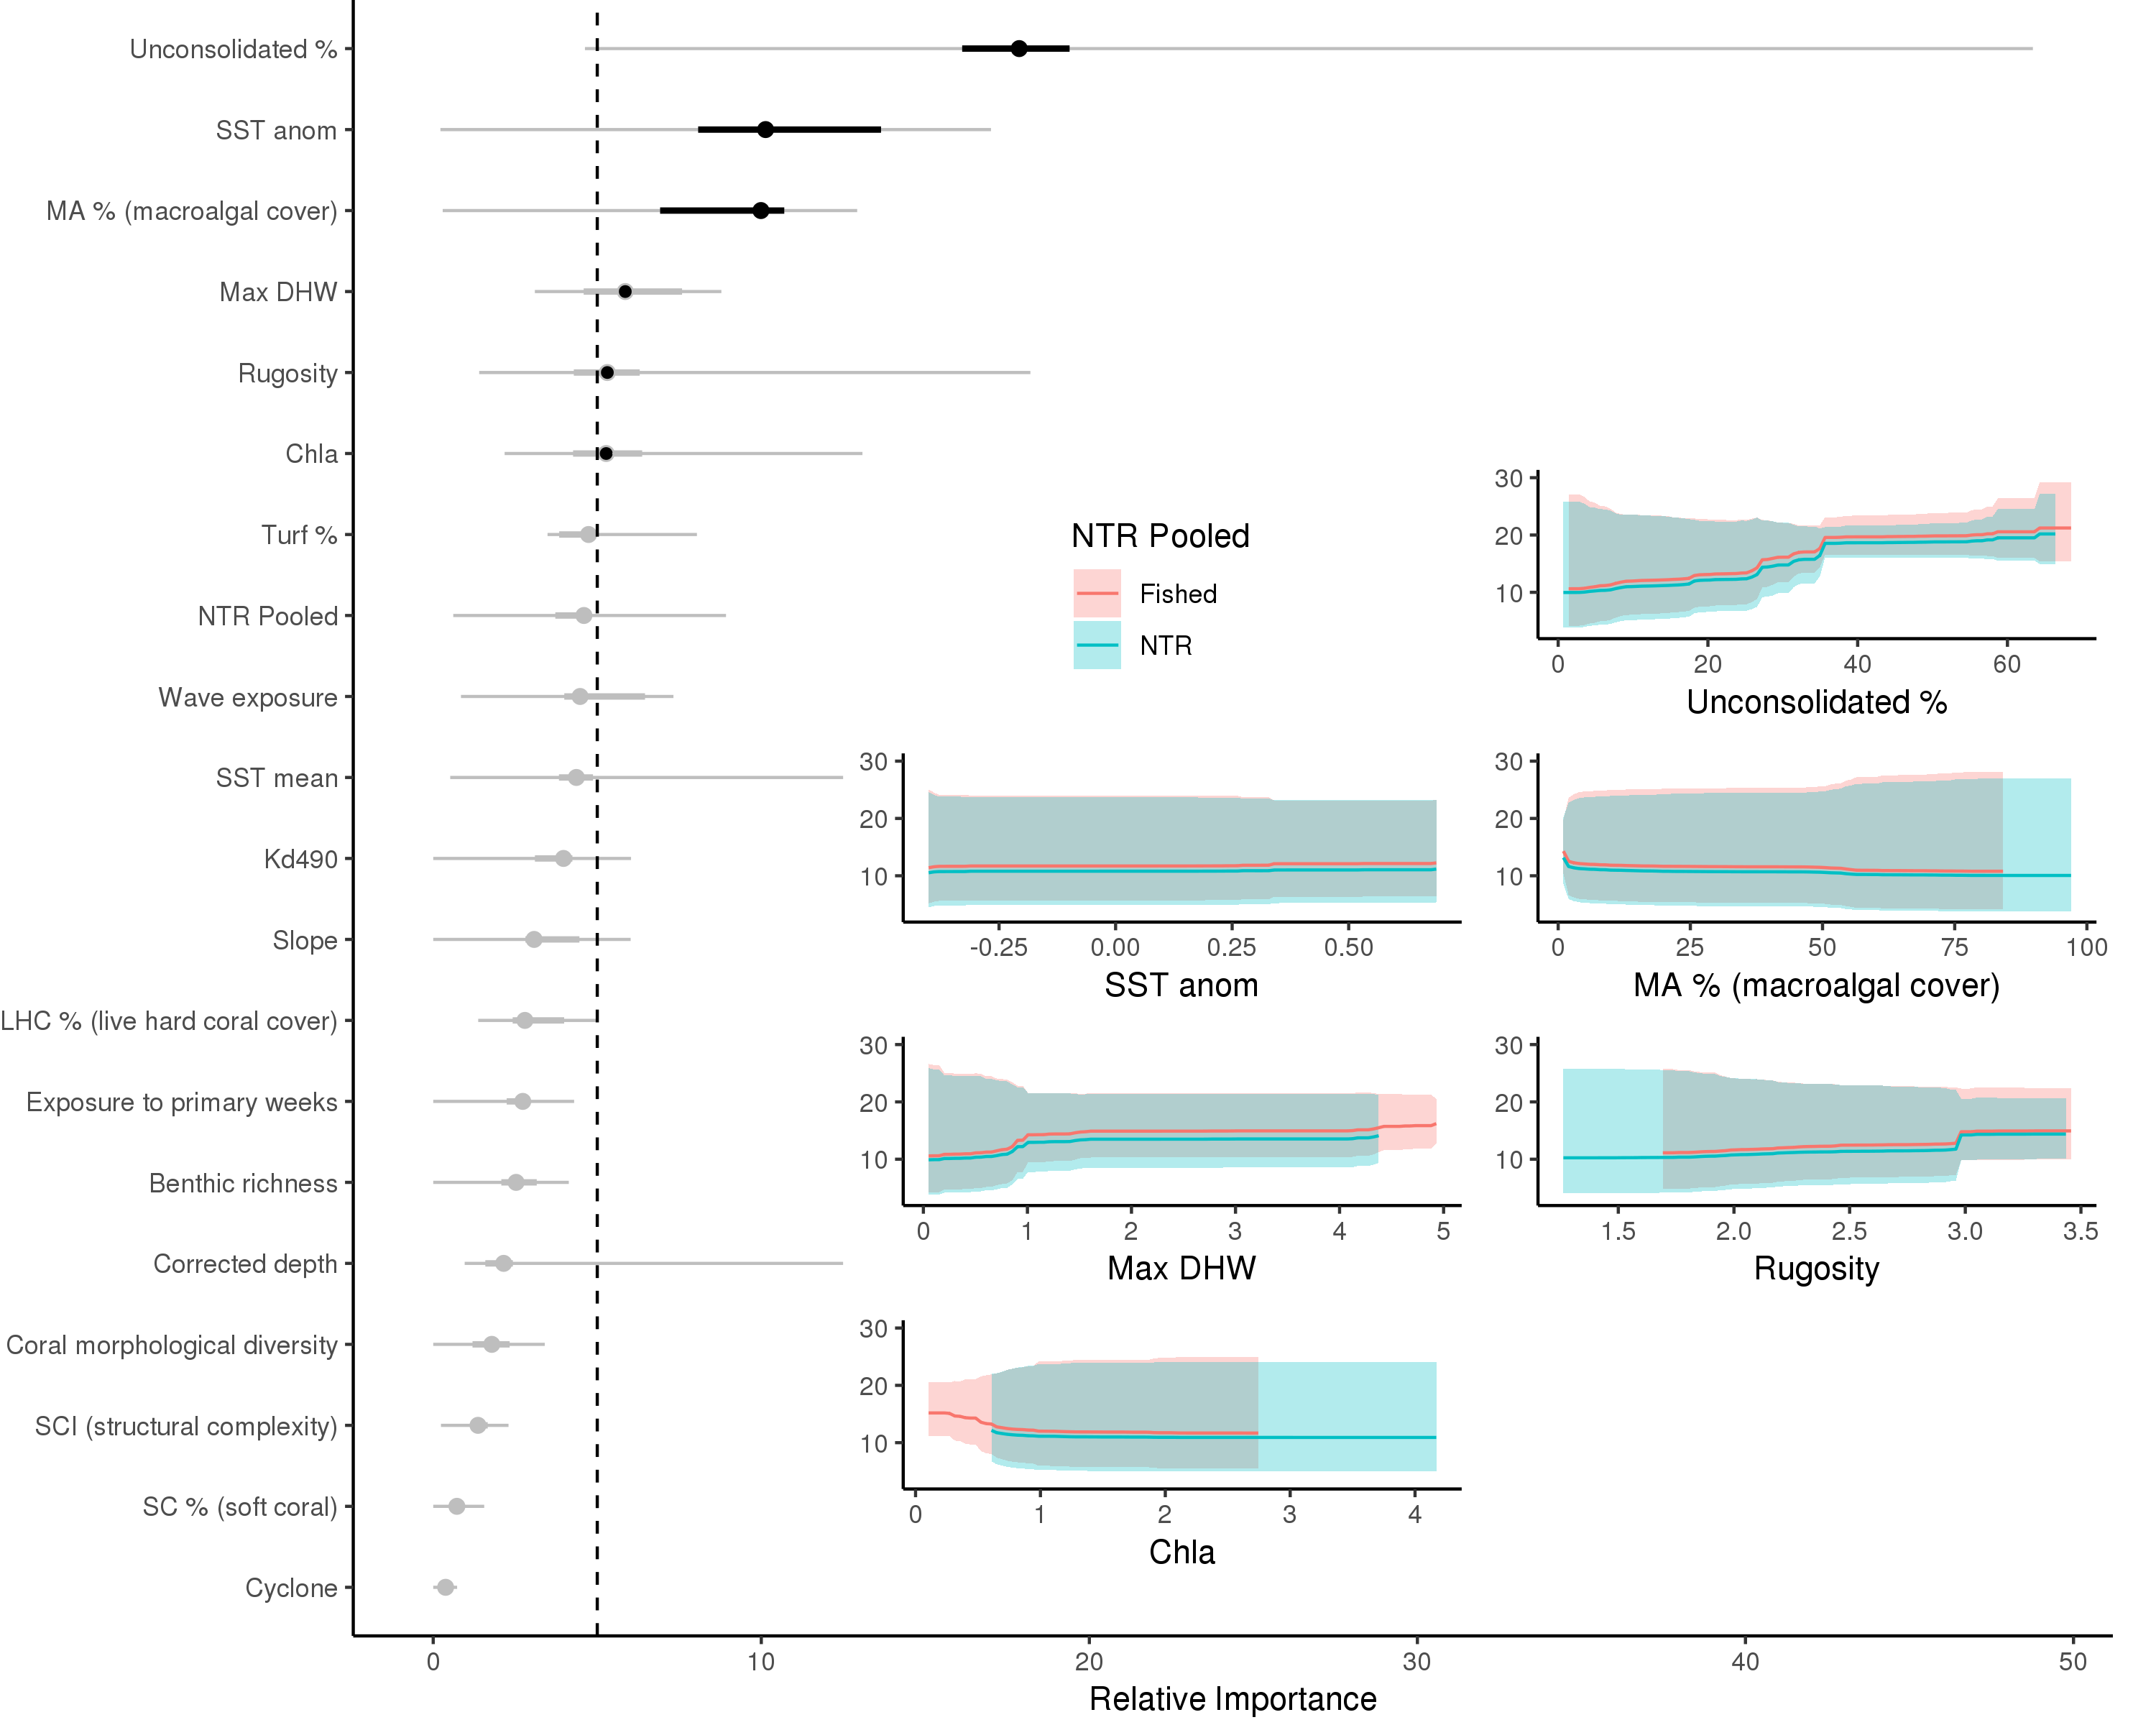 Unconsolidated %
SST anom
MA % (macroalgal cover)
Max DHW
Rugosity
Chla
Turf %
NTR Pooled
Wave exposure
SST mean
Kd490
Slope
LHC % (live hard coral cover)
Exposure to primary weeks
Benthic richness
Corrected depth
Coral morphological diversity
SCI (structural complexity)
SC % (soft coral)
Cyclone
0 10 20 30 40 50
Relative Importance
NTR Pooled
Fished
NTR
30
20
10
0 20 40 60
Unconsolidated %
30
20
10
-0.25 0.00 0.25 0.50
SST anom
30
20
10
0 25 50 75 100
MA % (macroalgal cover)
30
20
10
0 1 2 3 4 5
Max DHW
30
20
10
1.5 2.0 2.5 3.0 3.5
Rugosity
30
20
10
0 1 2 3 4
Chla